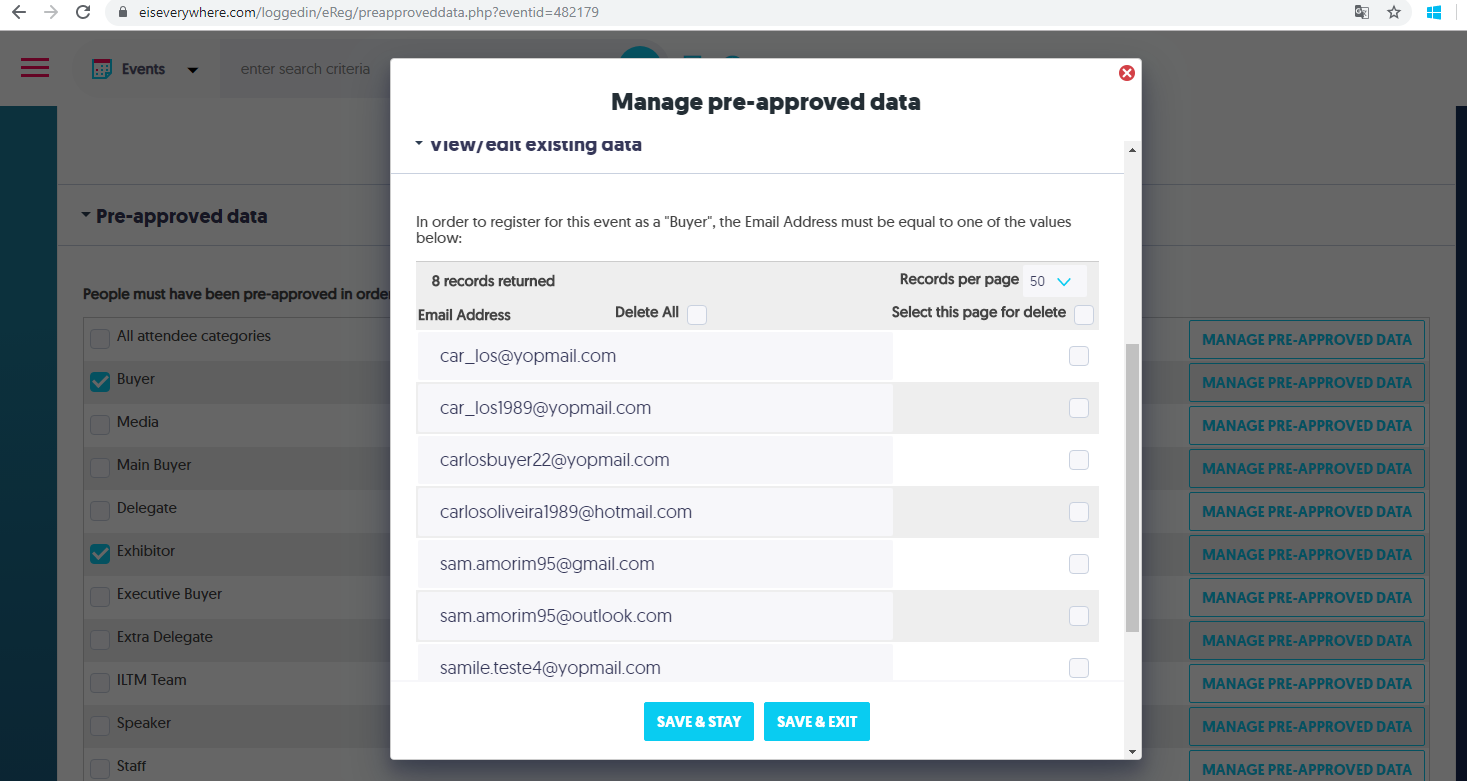 eiseverywhere.com/loggedin/eReg/preapproveddata.php?eventid=482179
Events
enter search criteria
Manage pre-approved data
View/edit existing data
Pre-approved data
In order to register for this event as a "Buyer", the Email Address must be equal to one of the values
below:
8 records returned
Records per page 50
People must have been pre-approved in order
Email Address Delete All Select this page for delete
All attendee categories MANAGE PRE-APPROVED DATA
car_los@yopmail.com
Buyer MANAGE PRE-APPROVED DATA
car_los1989@yopmail.com
Media MANAGE PRE-APPROVED DATA
carlosbuyer22@yopmail.com
Main Buyer MANAGE PRE-APPROVED DATA
Delegate MANAGE PRE-APPROVED DATA
carlosoliveira1989@hotmail.com
Exhibitor MANAGE PRE-APPROVED DATA
sam.amorim95@gmail.com
Executive Buyer MANAGE PRE-APPROVED DATA
sam.amorim95@outlook.com
Extra Delegate MANAGE PRE-APPROVED DATA
samile.teste4@yopmail.com
ILTM Team MANAGE PRE-APPROVED DATA
Speaker MANAGE PRE-APPROVED DATA
SAVE & STAY SAVE & EXIT
Staff MANAGE PRE-APPROVED DATA